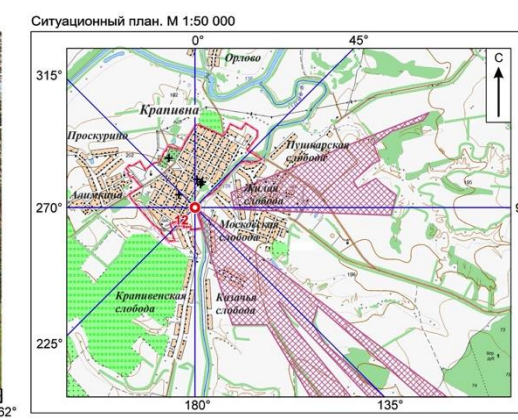 Ситуационный план. М 1:50 000
0°
45°
315°
С
Орлово
Крапивна
Проскурино
Пушкарская
слобода
Жилая
слобода
Алимкина
270°
12
Московская
слобода
Крапивенская
слобода
Казачья
слобода
225°
180°
135°